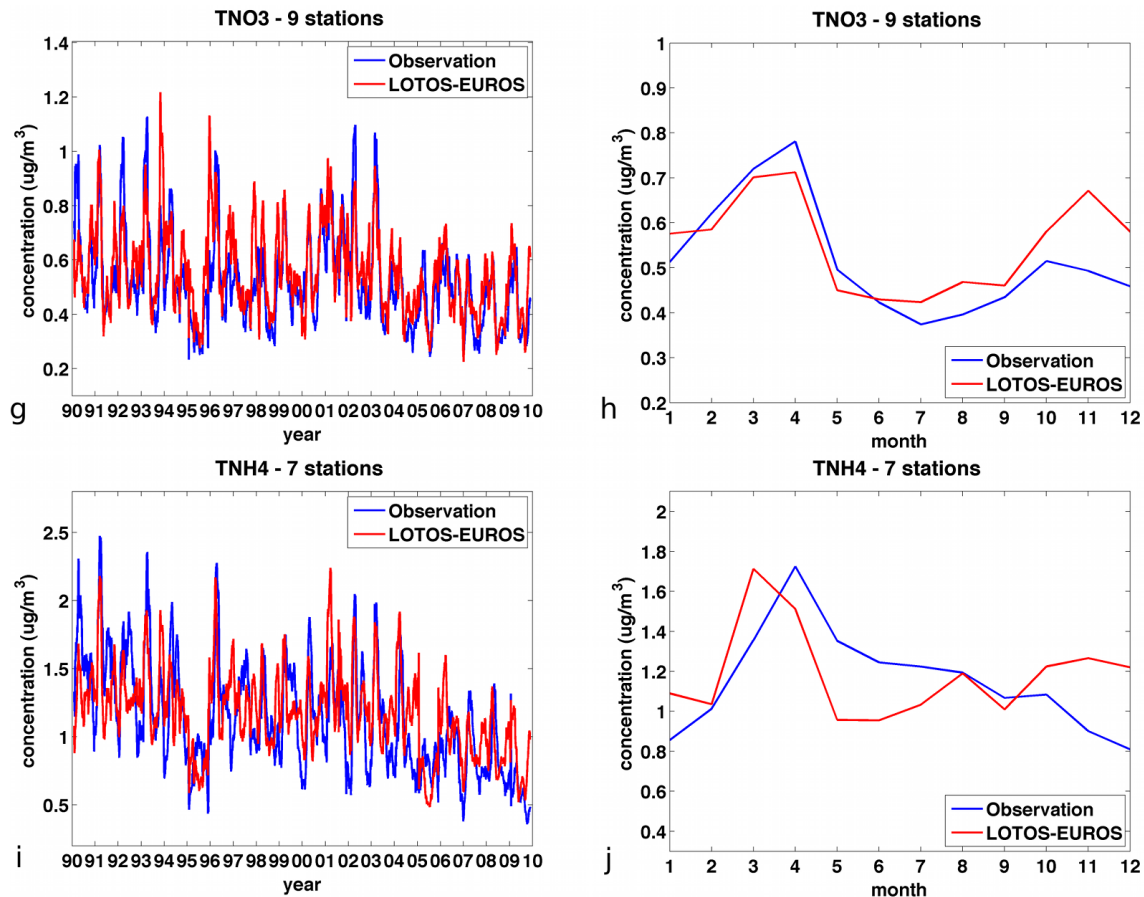 TNO3 - 9 stations
1.4
1.2
1
0.8
0.6
0.4
0.2
concentration (ug/m3)
Observation
LOTOS-EUROS
90 91 92 93 94 95 96 97 98 99 00 01 02 03 04 05 06 07 08 09 10
year
g
TNO3 - 9 stations
1
0.9
0.8
0.7
0.6
0.5
0.4
0.3
0.2
concentration (ug/m3)
Observation
LOTOS-EUROS
1 2 3 4 5 6 7 8 9 10 11 12
month
h
TNH4 - 7 stations
2.5
2
1.5
1
0.5
concentration (ug/m3)
Observation
LOTOS-EUROS
90 91 92 93 94 95 96 97 98 99 00 01 02 03 04 05 06 07 08 09 10
year
i
TNH4 - 7 stations
2
1.8
1.6
1.4
1.2
1
0.8
0.6
0.4
concentration (ug/m3)
Observation
LOTOS-EUROS
1 2 3 4 5 6 7 8 9 10 11 12
month
j